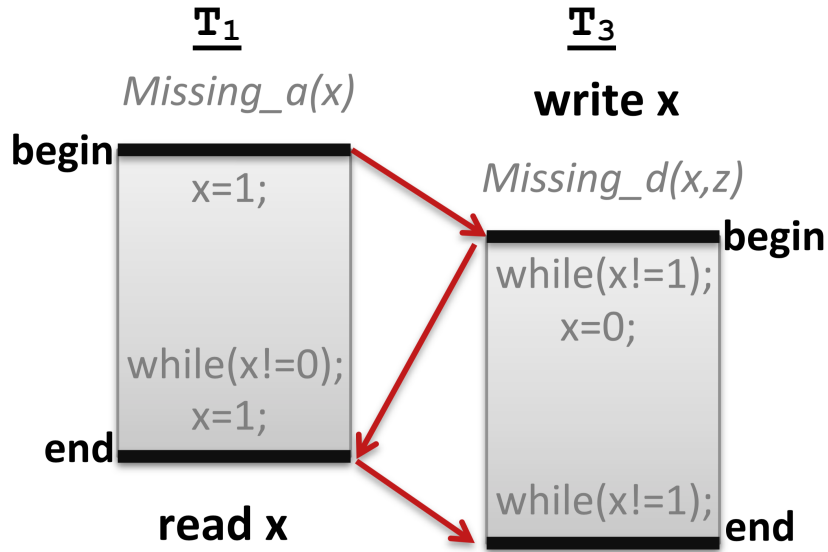 T1
Missing_a(x)
begin
x=1;
while(x!=0);
x=1;
end
read x
T3
write x
Missing_d(x,z)
begin
while(x!=1);
x=0;
while(x!=1);
end